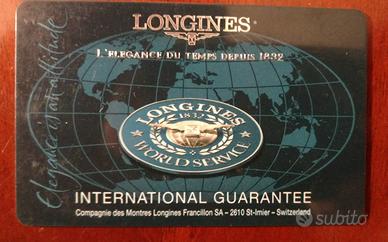 LONGINES
L'ELEGANCE DU TEMPS DEPUIS 1832
Elegance is an attitude
LONGINES
1832
WORLD SERVICE
INTERNATIONAL GUARANTEE
Compagnie des Montres Longines Francillon SA – 2610 St-Imier – Switzerland
subito